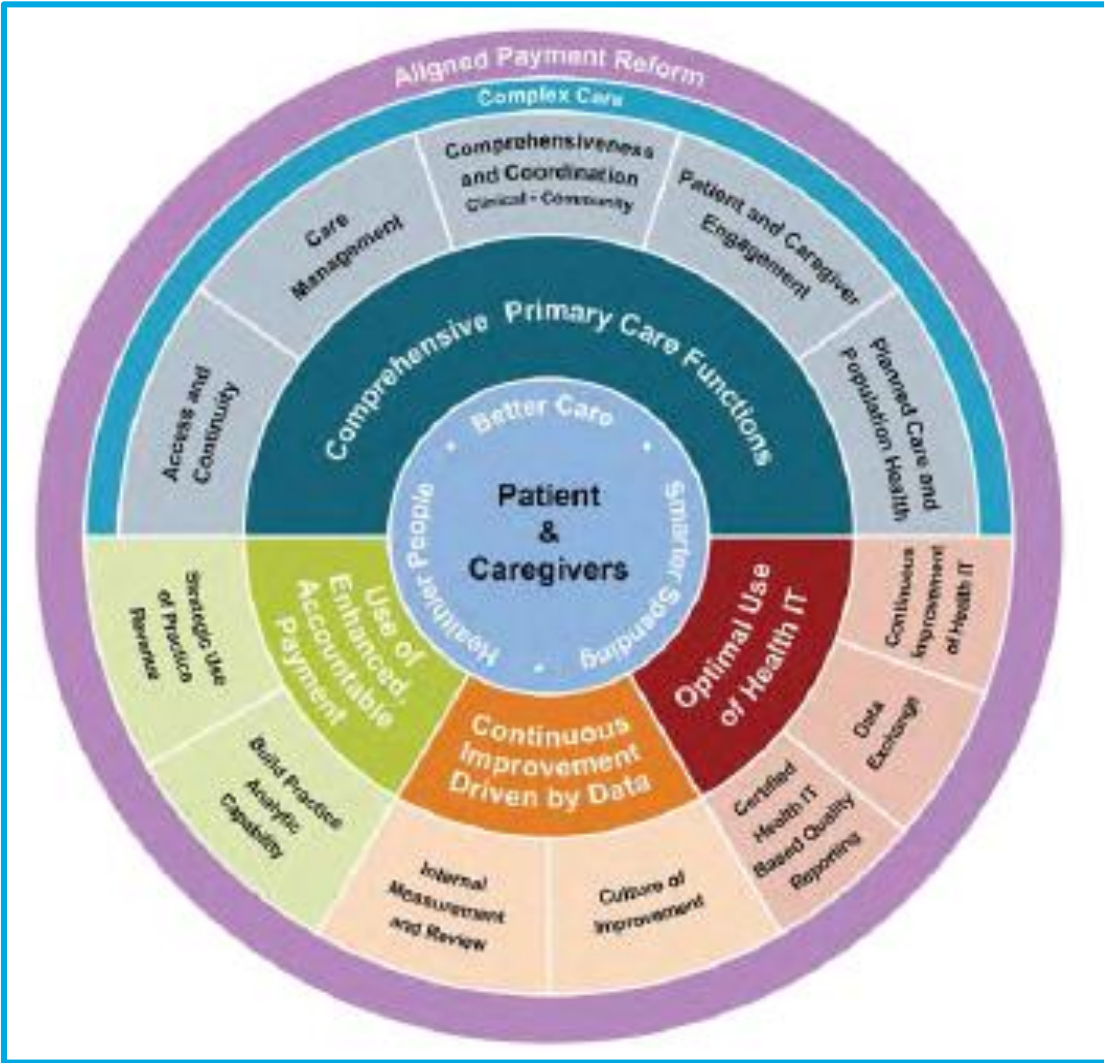 Aligned Payment Reform
Complex Care
Access and
Continuity
Care
Management
Comprehensiveness
and Coordination
Clinical - Community
Patient and Caregiver
Engagement
Planned Care and
Population Health
Comprehensive Primary Care Functions
Better Care
Smarter Spending
Healthier People
Patient
&
Caregivers
Use of
Enhanced,
Accountable
Payment
Continuous
Improvement
Driven by Data
Optimal Use
of Health IT
Strategic Use
of Practice
Revenue
Build Practice
Analytic
Capability
Internal
Measurement
and Review
Culture of
Improvement
Certified
Health IT
Based Quality
Reporting
Data
Exchange
Continuous
Improvement
of Health IT